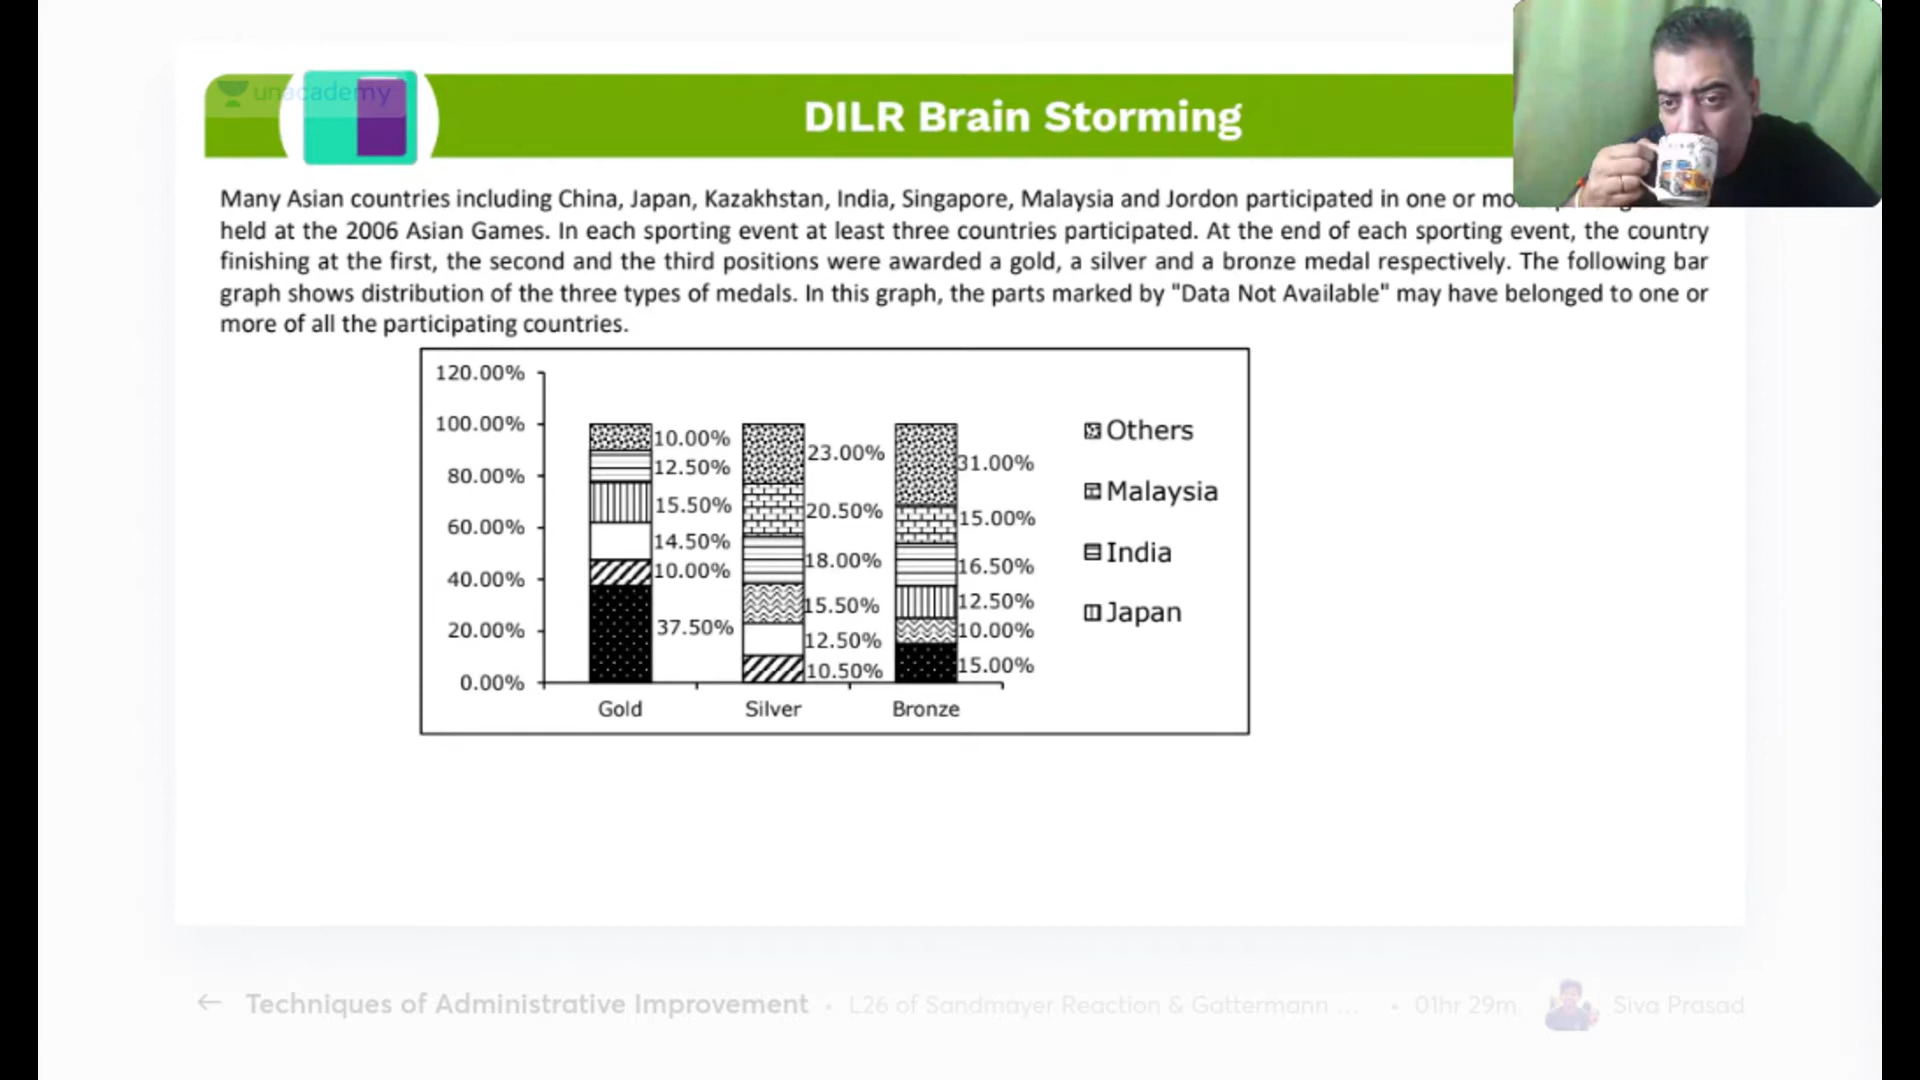 unacademy
DILR Brain Storming
Many Asian countries including China, Japan, Kazakhstan, India, Singapore, Malaysia and Jordon participated in one or
held at the 2006 Asian Games. In each sporting event at least three countries participated. At the end of each sporting event, the country
finishing at the first, the second and the third positions were awarded a gold, a silver and a bronze medal respectively. The following bar
graph shows distribution of the three types of medals. In this graph, the parts marked by "Data Not Available" may have belonged to one or
more of all the participating countries.
120.00%
100.00%
80.00%
60.00%
40.00%
20.00%
0.00%
10.00%
12.50%
15.50%
14.50%
10.00%
37.50%
23.00%
20.50%
18.00%
15.50%
12.50%
10.50%
31.00%
15.00%
16.50%
12.50%
10.00%
15.00%
Gold Silver Bronze
Others
Malaysia
India
Japan
← Techniques of Administrative Improvement • L26 of Sandmayer Reaction & Gattermann ... • 01hr 29m Siva Prasad